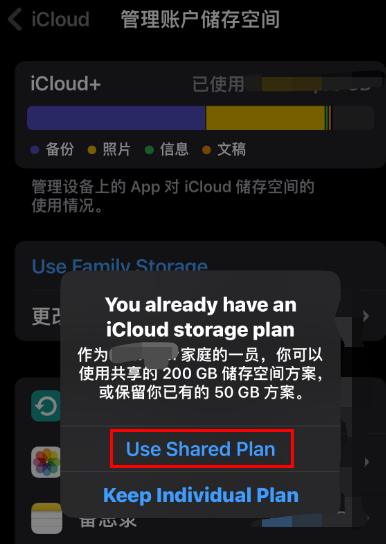 iCloud
管理账户储存空间
iCloud+
已使用
备份 照片 信息 文稿
管理设备上的 App 对 iCloud 储存空间的
使用情况。
Use Family Storage
更改
You already have an
iCloud storage plan
作为
家庭的一员，你可以
使用共享的 200 GB 储存空间方案，
或保留你已有的 50 GB 方案。
Use Shared Plan
Keep Individual Plan
备忘录